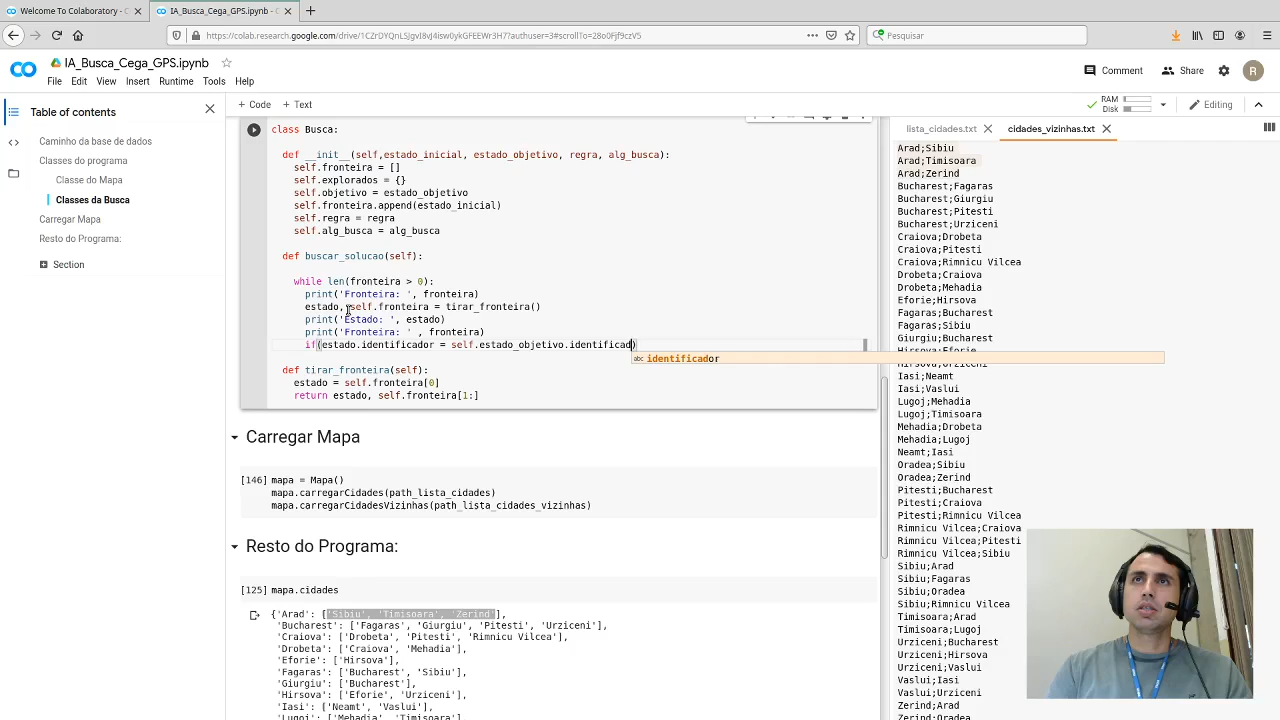 Welcome To Colaboratory - C
IA_Busca_Cega_GPS.ipynb - C
https://colab.research.google.com/drive/1CZrDYQnLSJgvI8vJ4isw0ykGFEEWr3H7?authuser=3#scrollTo=28o0Fjf9czV5
Pesquisar
IA_Busca_Cega_GPS.ipynb
Comment
Share
R
File Edit View Insert Runtime Tools Help
Table of contents
+ Code + Text
RAM
Disk
Editing
Caminho da base de dados
Classes do programa
Classe do Mapa
Classes da Busca
Carregar Mapa
Resto do Programa:
Section
class Busca:
def __init__(self,estado_inicial, estado_objetivo, regra, alg_busca):
self.fronteira = []
self.explorados = {}
self.objetivo = estado_objetivo
self.fronteira.append(estado_inicial)
self.regra = regra
self.alg_busca = alg_busca
def buscar_solucao(self):
while len(fronteira > 0):
print('Fronteira: ', fronteira)
estado, self.fronteira = tirar_fronteira()
print('Estado: ', estado)
print('Fronteira: ' , fronteira)
if(estado.identificador = self.estado_objetivo.identificad)
abc identificador
def tirar_fronteira(self):
estado = self.fronteira[0]
return estado, self.fronteira[1:]
Carregar Mapa
[146] mapa = Mapa()
mapa.carregarCidades(path_lista_cidades)
mapa.carregarCidadesVizinhas(path_lista_cidades_vizinhas)
Resto do Programa:
[125] mapa.cidades
{'Arad': ['Sibiu', 'Timisoara', 'Zerind'],
'Bucharest': ['Fagaras', 'Giurgiu', 'Pitesti', 'Urziceni'],
'Craiova': ['Drobeta', 'Pitesti', 'Rimnicu Vilcea'],
'Drobeta': ['Craiova', 'Mehadia'],
'Eforie': ['Hirsova'],
'Fagaras': ['Bucharest', 'Sibiu'],
'Giurgiu': ['Bucharest'],
'Hirsova': ['Eforie', 'Urziceni'],
'Iasi': ['Neamt', 'Vaslui'],
'Lugoj': ['Mehadia', 'Timisoara'],
lista_cidades.txt
cidades_vizinhas.txt
Arad;Sibiu
Arad;Timisoara
Arad;Zerind
Bucharest;Fagaras
Bucharest;Giurgiu
Bucharest;Pitesti
Bucharest;Urziceni
Craiova;Drobeta
Craiova;Pitesti
Craiova;Rimnicu Vilcea
Drobeta;Craiova
Drobeta;Mehadia
Eforie;Hirsova
Fagaras;Bucharest
Fagaras;Sibiu
Giurgiu;Bucharest
Hirsova;Eforie
Hirsova;Urziceni
Iasi;Neamt
Iasi;Vaslui
Lugoj;Mehadia
Lugoj;Timisoara
Mehadia;Drobeta
Mehadia;Lugoj
Neamt;Iasi
Oradea;Sibiu
Oradea;Zerind
Pitesti;Bucharest
Pitesti;Craiova
Pitesti;Rimnicu Vilcea
Rimnicu Vilcea;Craiova
Rimnicu Vilcea;Pitesti
Rimnicu Vilcea;Sibiu
Sibiu;Arad
Sibiu;Fagaras
Sibiu;Oradea
Sibiu;Rimnicu Vilcea
Timisoara;Arad
Timisoara;Lugoj
Urziceni;Bucharest
Urziceni;Hirsova
Urziceni;Vaslui
Vaslui;Iasi
Vaslui;Urziceni
Zerind;Arad
Zerind;Oradea